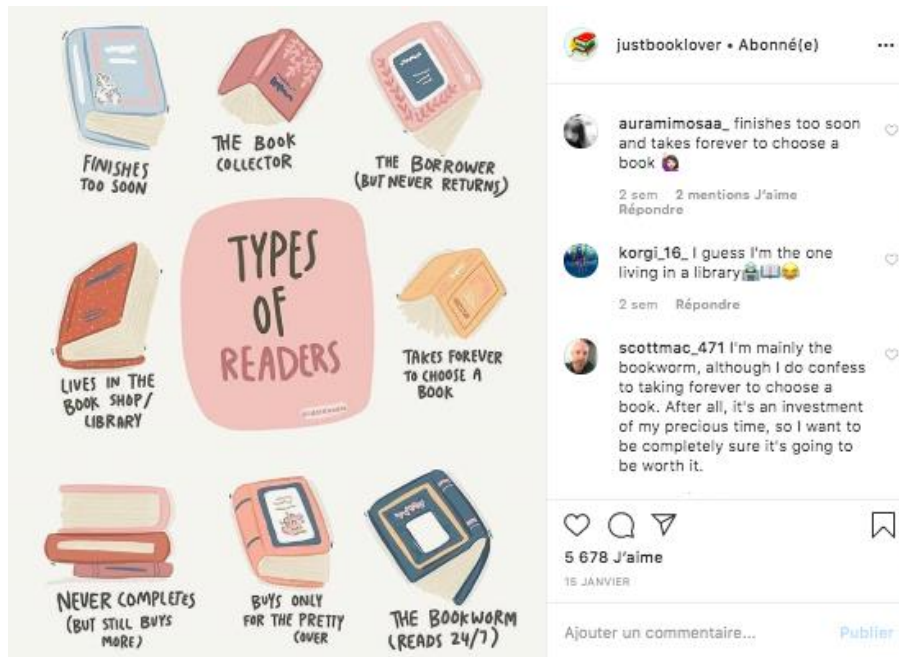 FINISHES
TOO SOON
THE BOOK
COLLECTOR
THE BORROWER
(BUT NEVER RETURNS)
TYPES
OF
READERS
LIVES IN THE
BOOK SHOP/
LIBRARY
TAKES FOREVER
TO CHOOSE A
BOOK
NEVER COMPLETES
(BUT STILL BUYS
MORE)
BUYS ONLY
FOR THE PRETTY
COVER
THE BOOKWORM
(READS 24/7)
justbooklover • Abonné(e)
auramimosaa_ finishes too soon
and takes forever to choose a
book
2 sem 2 mentions J'aime
Répondre
korgi_16_ I guess I'm the one
living in a library
2 sem Répondre
scottmac_471 I'm mainly the
bookworm, although I do confess
to taking forever to choose a
book. After all, it's an investment
of my precious time, so I want to
be completely sure it's going to
be worth it.
5 678 J'aime
15 JANVIER
Ajouter un commentaire... Publier